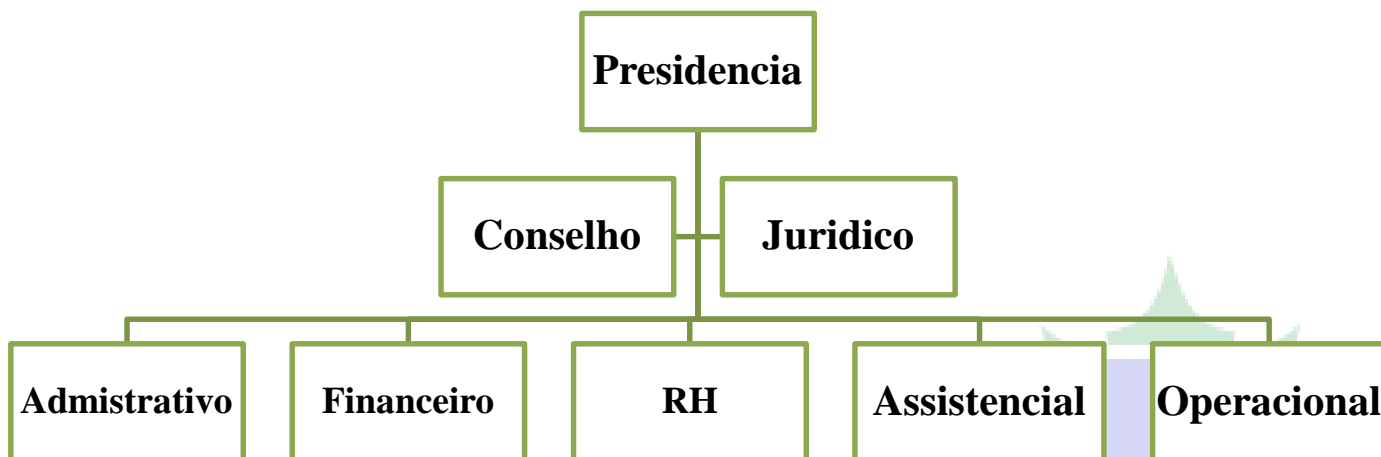 Presidencia
Conselho
Juridico
Admistrativo
Financeiro
RH
Assistencial
Operacional